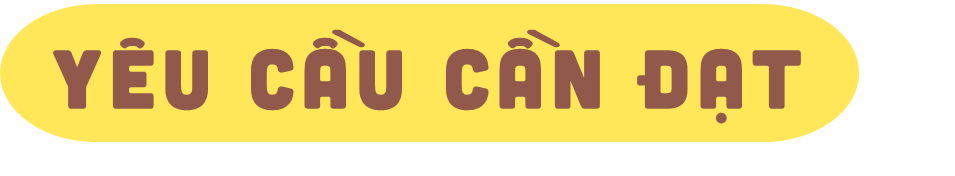 YÊU CẦU CẦN ĐẠT